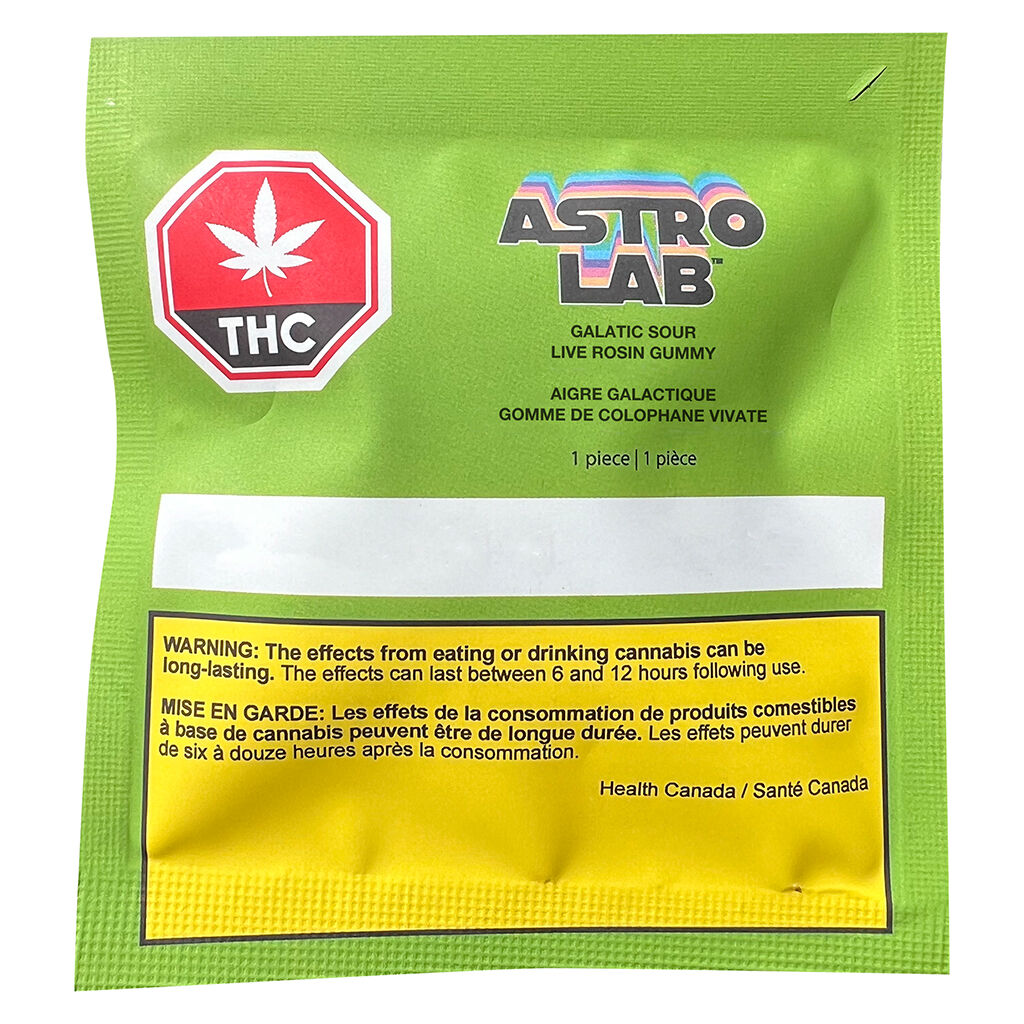 THC
ASTRO
LAB™
GALATIC SOUR
LIVE ROSIN GUMMY
AIGRE GALACTIQUE
GOMME DE COLOPHANE VIVATE
1 piece | 1 pièce
WARNING: The effects from eating or drinking cannabis can be
long-lasting. The effects can last between 6 and 12 hours following use.
MISE EN GARDE: Les effets de la consommation de produits comestibles
à base de cannabis peuvent être de longue durée. Les effets peuvent durer
de six à douze heures après la consommation.
Health Canada / Santé Canada